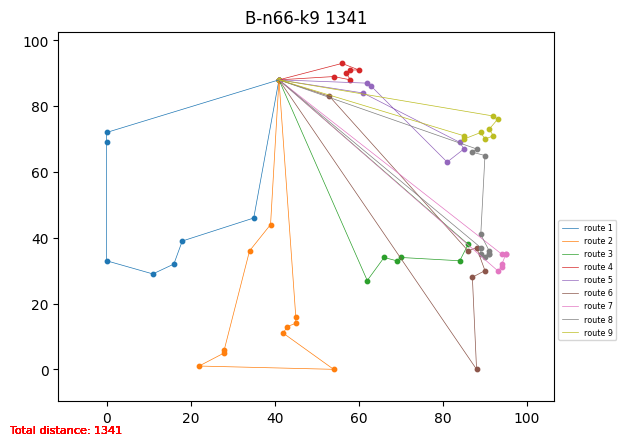 B-n66-k9 1341
100
80
60
40
20
0
0 20 40 60 80 100
route 1
route 2
route 3
route 4
route 5
route 6
route 7
route 8
route 9
Total distance: 1341